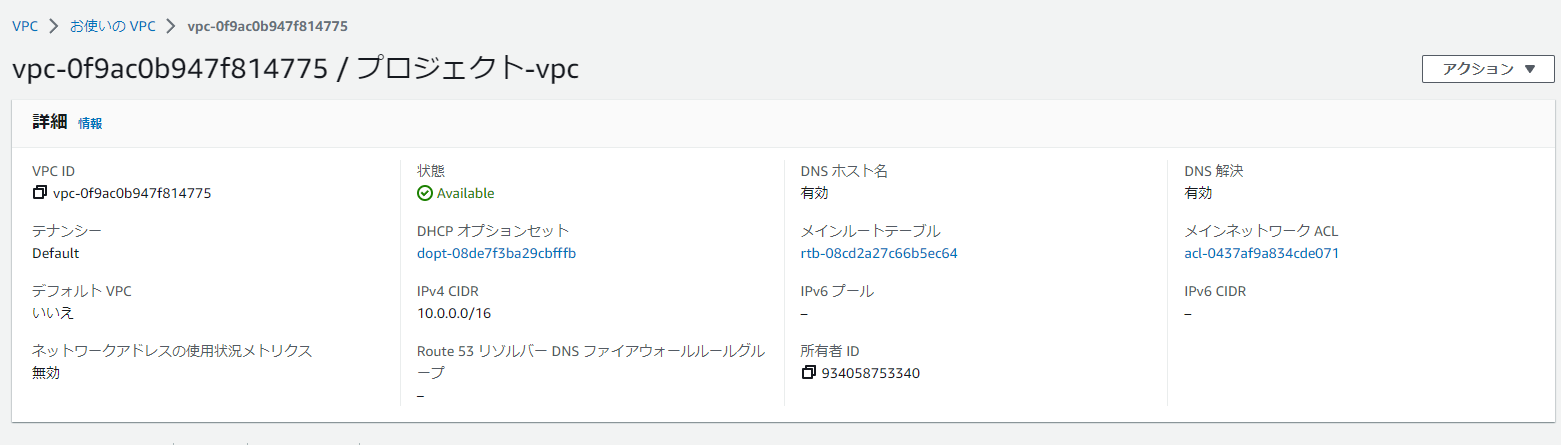 VPC > お使いの VPC > vpc-0f9ac0b947f814775
vpc-0f9ac0b947f814775 / プロジェクト-vpc
アクション ▼
詳細 情報
VPC ID
vpc-0f9ac0b947f814775
状態
Available
DNS ホスト名
有効
DNS 解決
有効
テナンシー
Default
DHCP オプションセット
dopt-08de7f3ba29cbfffb
メインルートテーブル
rtb-08cd2a27c66b5ec64
メインネットワーク ACL
acl-0437af9a834cde071
デフォルト VPC
いいえ
IPv4 CIDR
10.0.0.0/16
IPv6 プール
–
IPv6 CIDR
–
ネットワークアドレスの使用状況メトリクス
無効
Route 53 リゾルバー DNS ファイアウォールルールグル
ープ
–
所有者 ID
934058753340